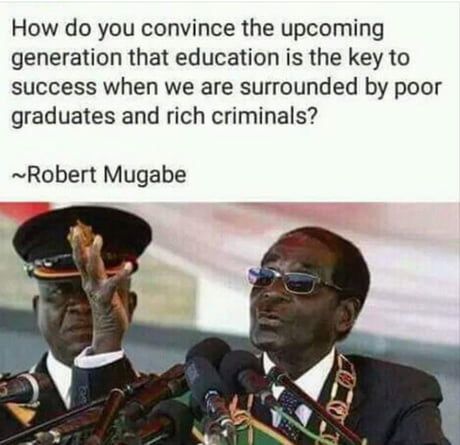 How do you convince the upcoming
generation that education is the key to
success when we are surrounded by poor
graduates and rich criminals?
~Robert Mugabe